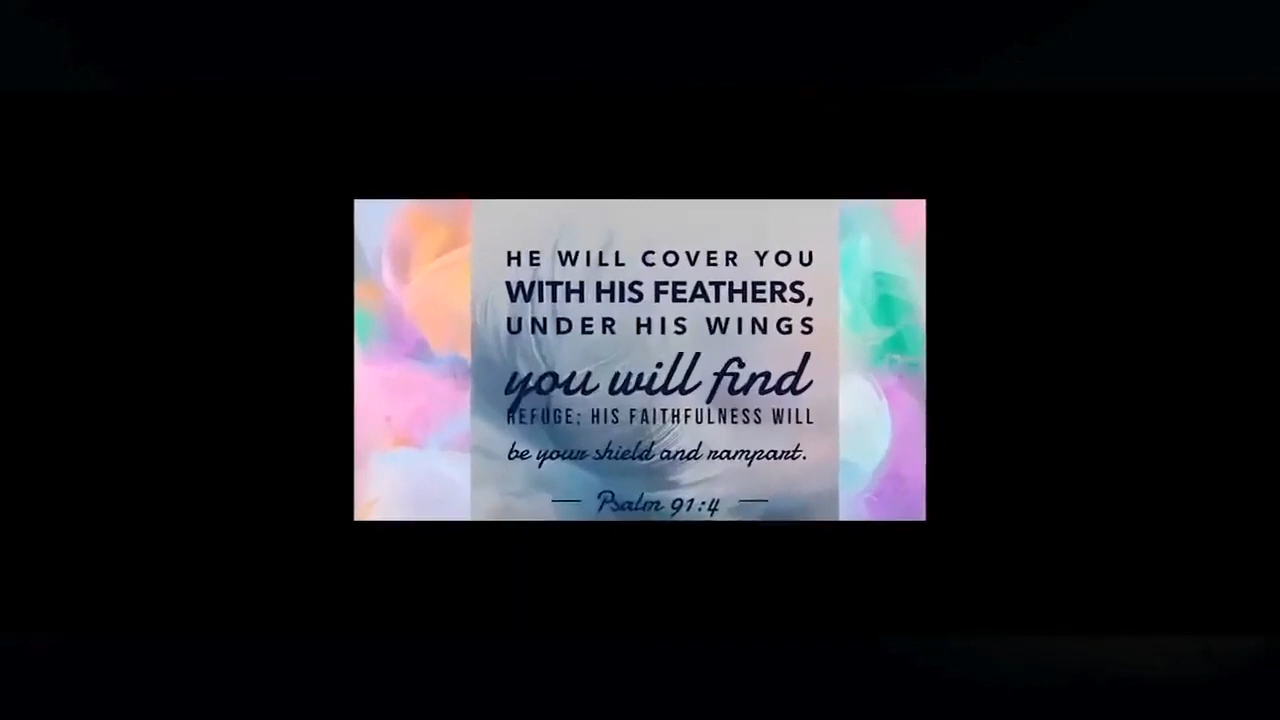 HE WILL COVER YOU
WITH HIS FEATHERS,
UNDER HIS WINGS
you will find
REFUGE; HIS FAITHFULNESS WILL
be your shield and rampart.
Psalm 91:4